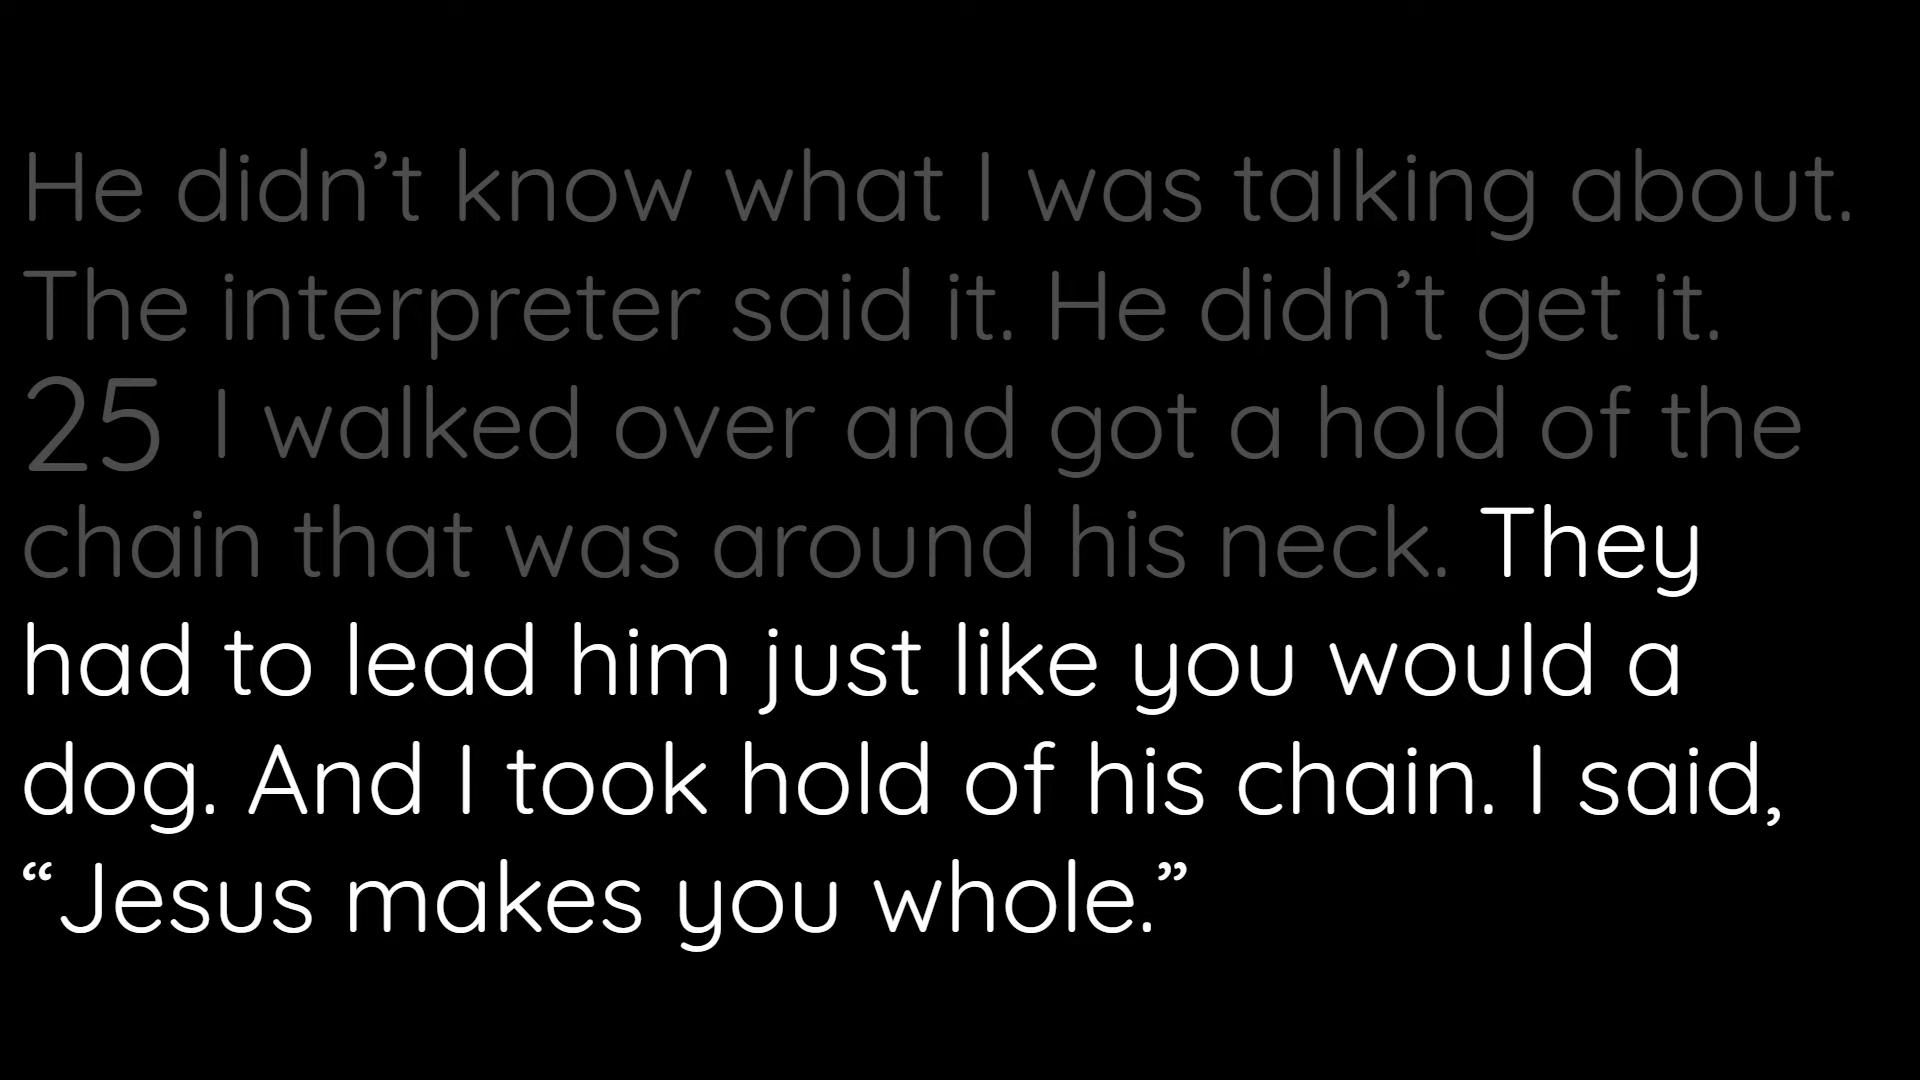 He didn’t know what I was talking about.
The interpreter said it. He didn’t get it.
25 I walked over and got a hold of the
chain that was around his neck. They
had to lead him just like you would a
dog. And I took hold of his chain. I said,
“Jesus makes you whole.”